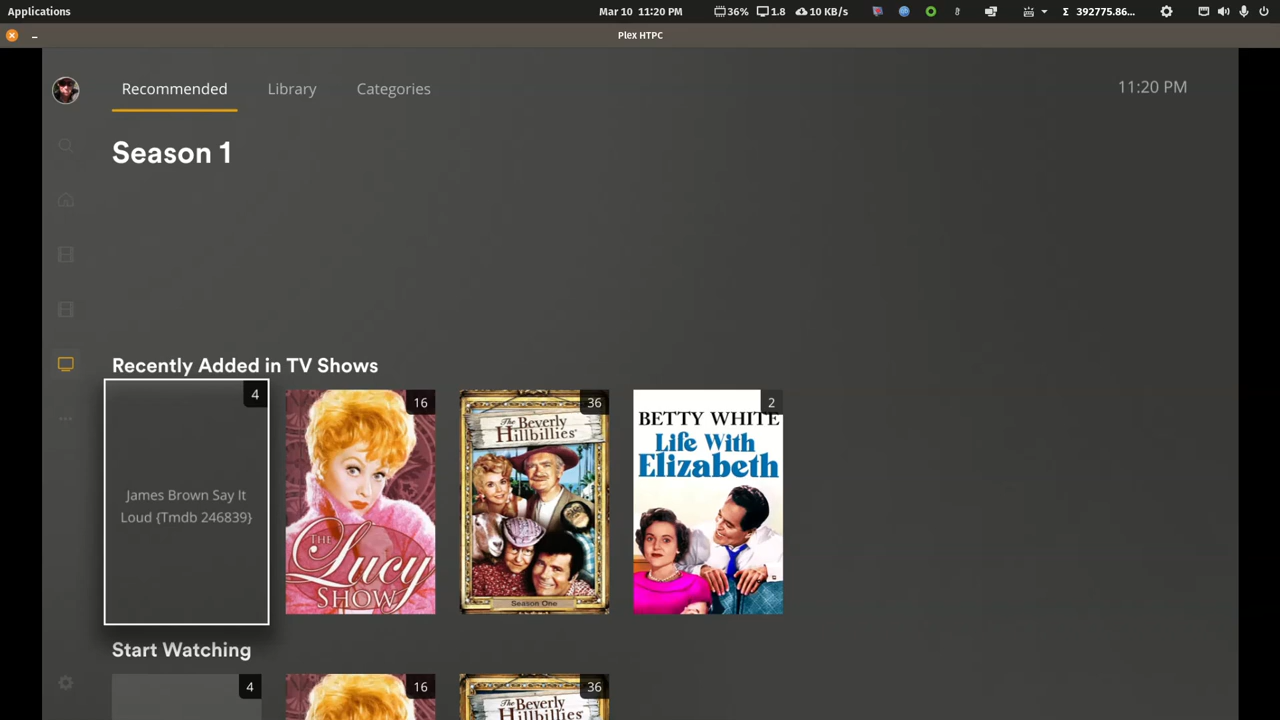 Applications
Mar 10 11:20 PM
36%
1.8
10 KB/s
Σ 392775.86...
Plex HTPC
Recommended
Library
Categories
11:20 PM
Season 1
Recently Added in TV Shows
4
James Brown Say It
Loud {Tmdb 246839}
16
THE
Lucy
SHOW
36
The
Beverly
Hillbillies
Season One
2
BETTY WHITE
Life With
Elizabeth
Start Watching
4
16
36
The
Beverly
Hillbillies